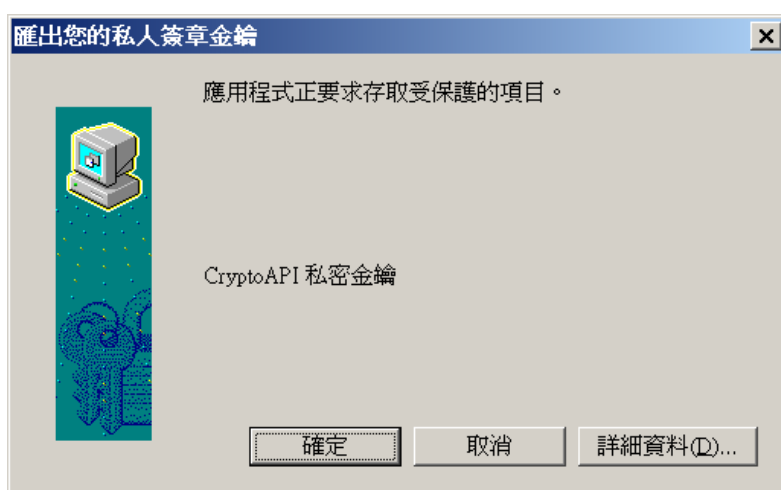 匯出您的私人簽章金鑰
應用程式正要求存取受保護的項目。
CryptoAPI 私密金鑰
確定
取消
詳細資料(D)...